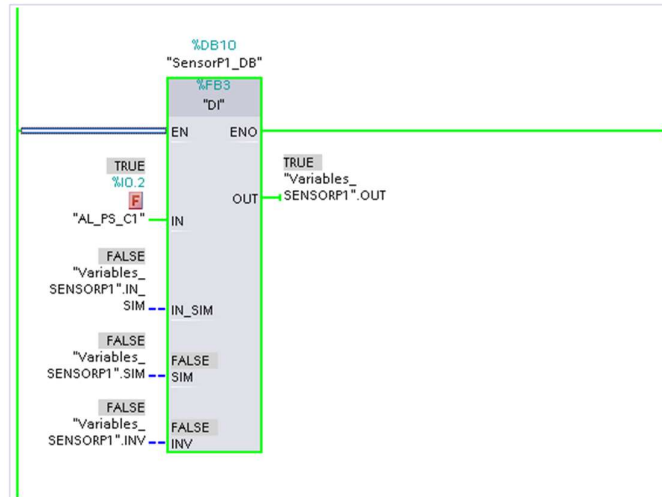 %DB10
"SensorP1_DB"
%FB3
"DI"
EN ENO
TRUE
%I0.2
F
"AL_PS_C1" IN
TRUE
"Variables_
SENSORP1".OUT
OUT
FALSE
"Variables_
SENSORP1".IN_
SIM IN_SIM
FALSE
"Variables_
SENSORP1".SIM
FALSE
SIM
FALSE
"Variables_
SENSORP1".INV
FALSE
INV